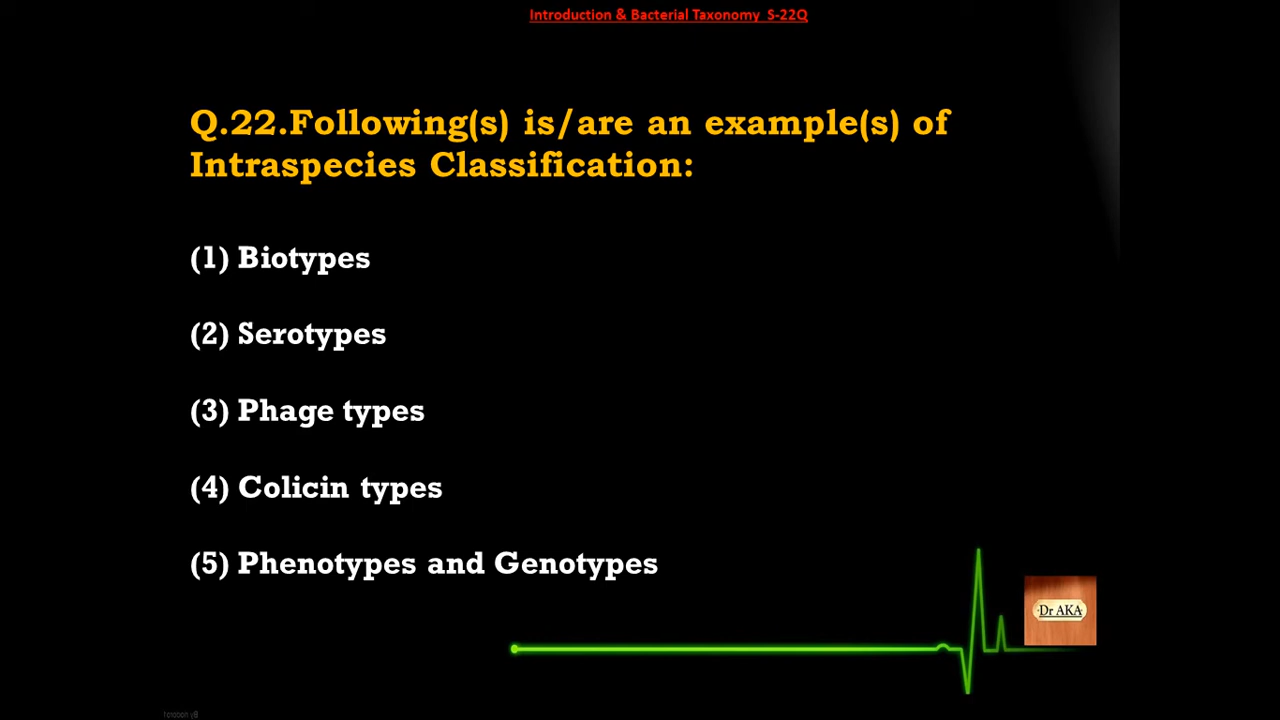 Introduction & Bacterial Taxonomy S-22Q
Q.22.Following(s) is/are an example(s) of
Intraspecies Classification:
(1) Biotypes
(2) Serotypes
(3) Phage types
(4) Colicin types
(5) Phenotypes and Genotypes
Dr AKA